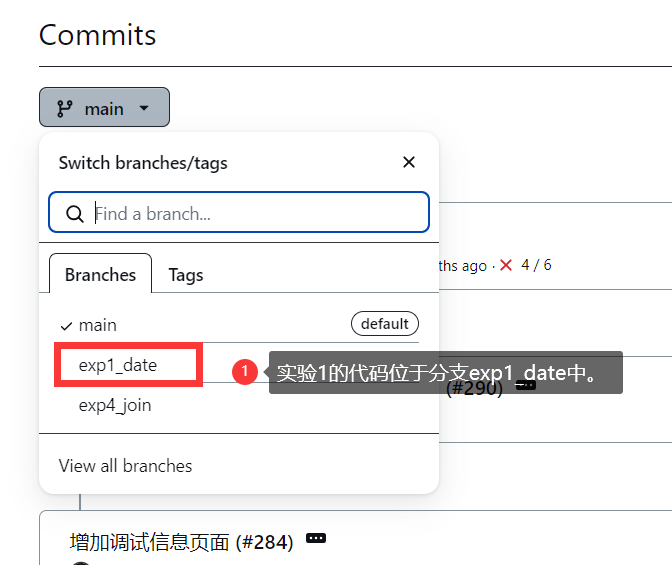 Commits
main
Switch branches/tags
Find a branch...
ths ago · 4 / 6
Branches
Tags
main
default
exp1_date
1
实验1的代码位于分支exp1_date中。
(#290)
exp4_join
View all branches
增加调试信息页面 (#284)